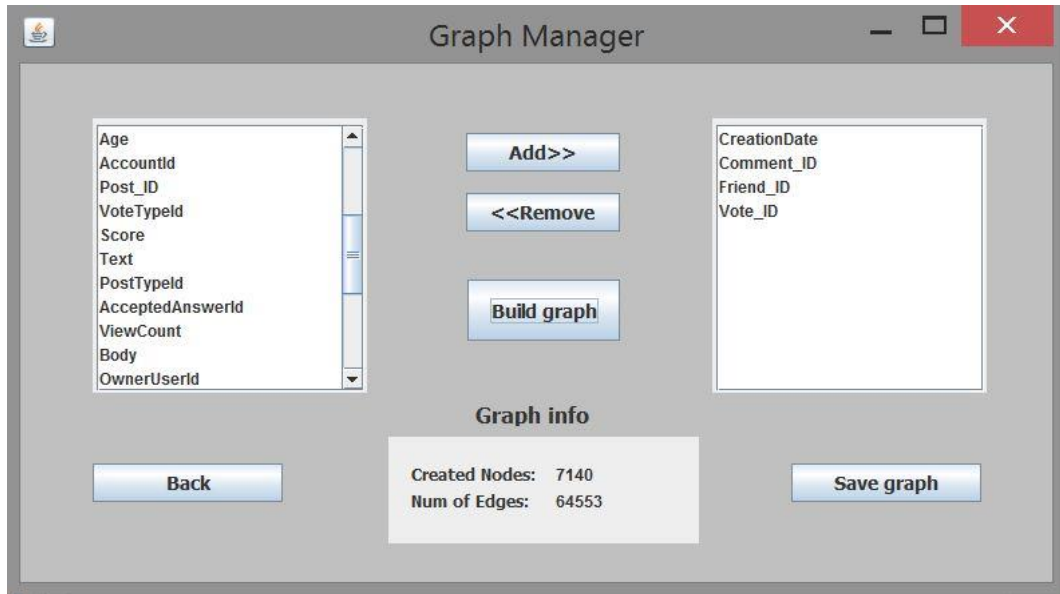 Graph Manager
Age
AccountId
Post_ID
VoteTypeId
Score
Text
PostTypeId
AcceptedAnswerId
ViewCount
Body
OwnerUserId
Add>>
<<Remove
Build graph
CreationDate
Comment_ID
Friend_ID
Vote_ID
Graph info
Created Nodes: 7140
Num of Edges: 64553
Back
Save graph